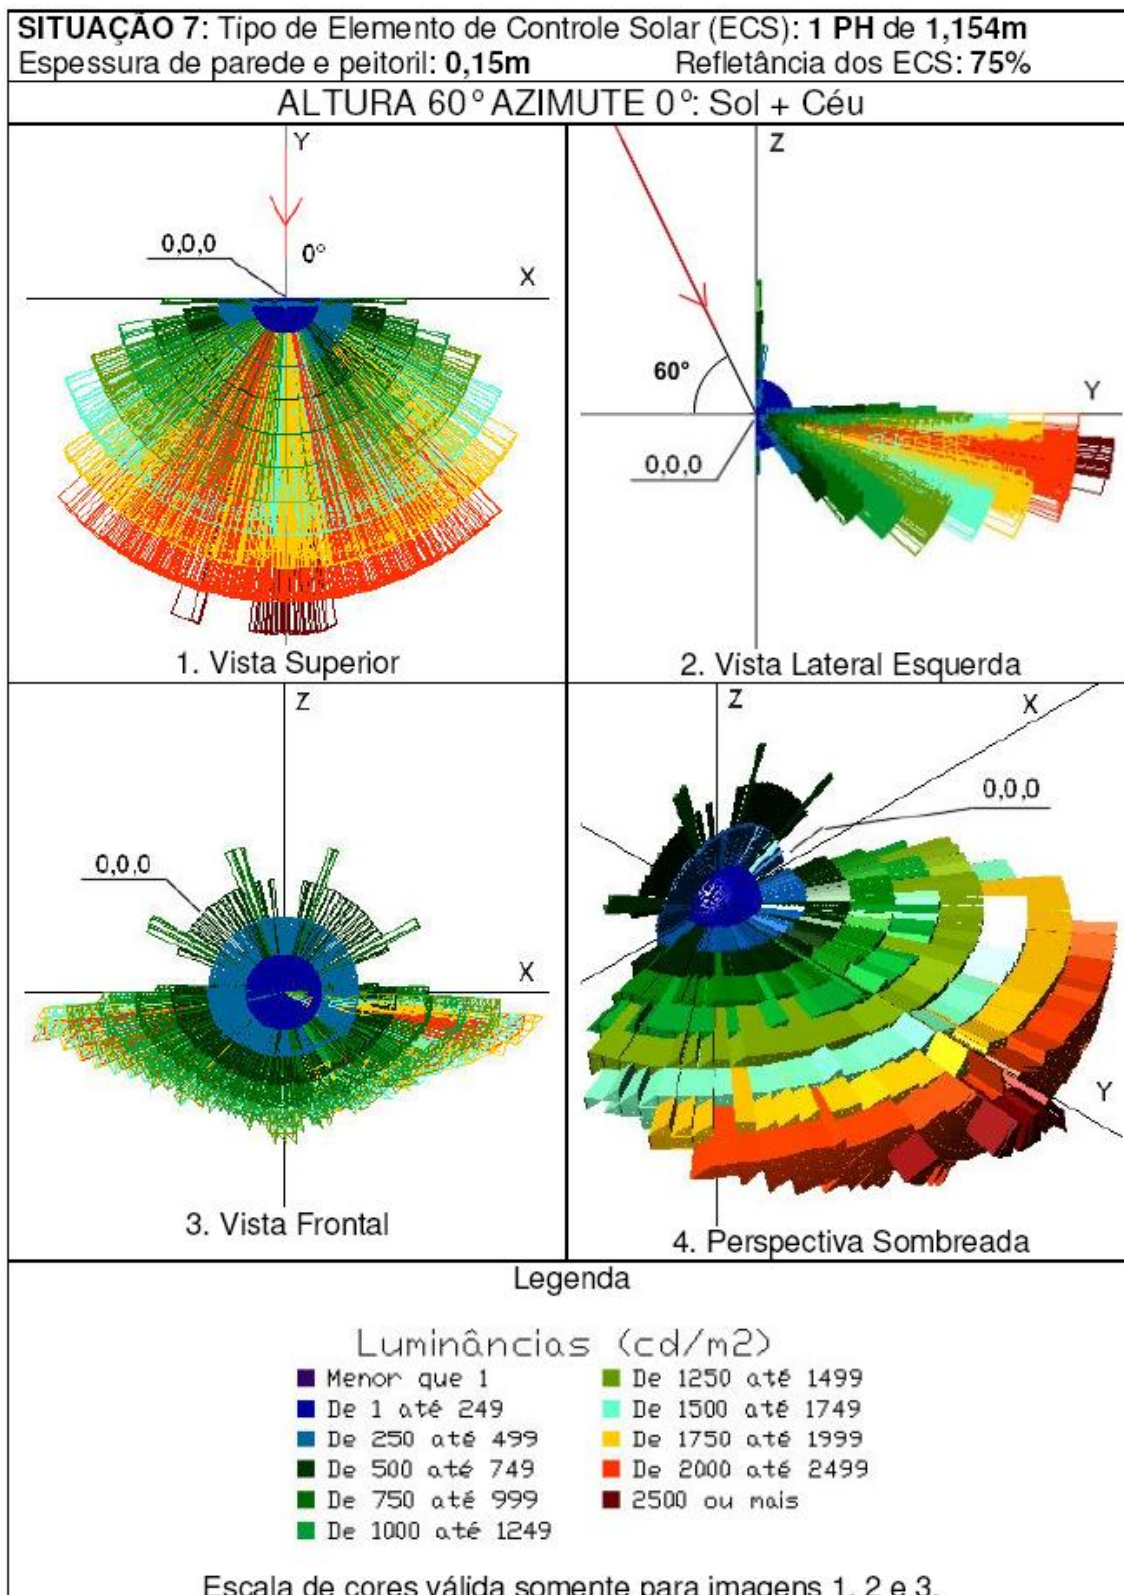 SITUAÇÃO 7: Tipo de Elemento de Controle Solar (ECS): 1 PH de 1,154m
Espessura de parede e peitoril: 0,15m Refletância dos ECS: 75%
ALTURA 60° AZIMUTE 0°: Sol + Céu
Y
0,0,0
0°
X
1. Vista Superior
Z
60°
Y
0,0,0
2. Vista Lateral Esquerda
Z
0,0,0
X
3. Vista Frontal
Z
X
0,0,0
Y
4. Perspectiva Sombreada
Legenda
Luminâncias (cd/m2)
Menor que 1
De 1 até 249
De 250 até 499
De 500 até 749
De 750 até 999
De 1000 até 1249
De 1250 até 1499
De 1500 até 1749
De 1750 até 1999
De 2000 até 2499
2500 ou mais
Escala de cores válida somente para imagens 1, 2 e 3.